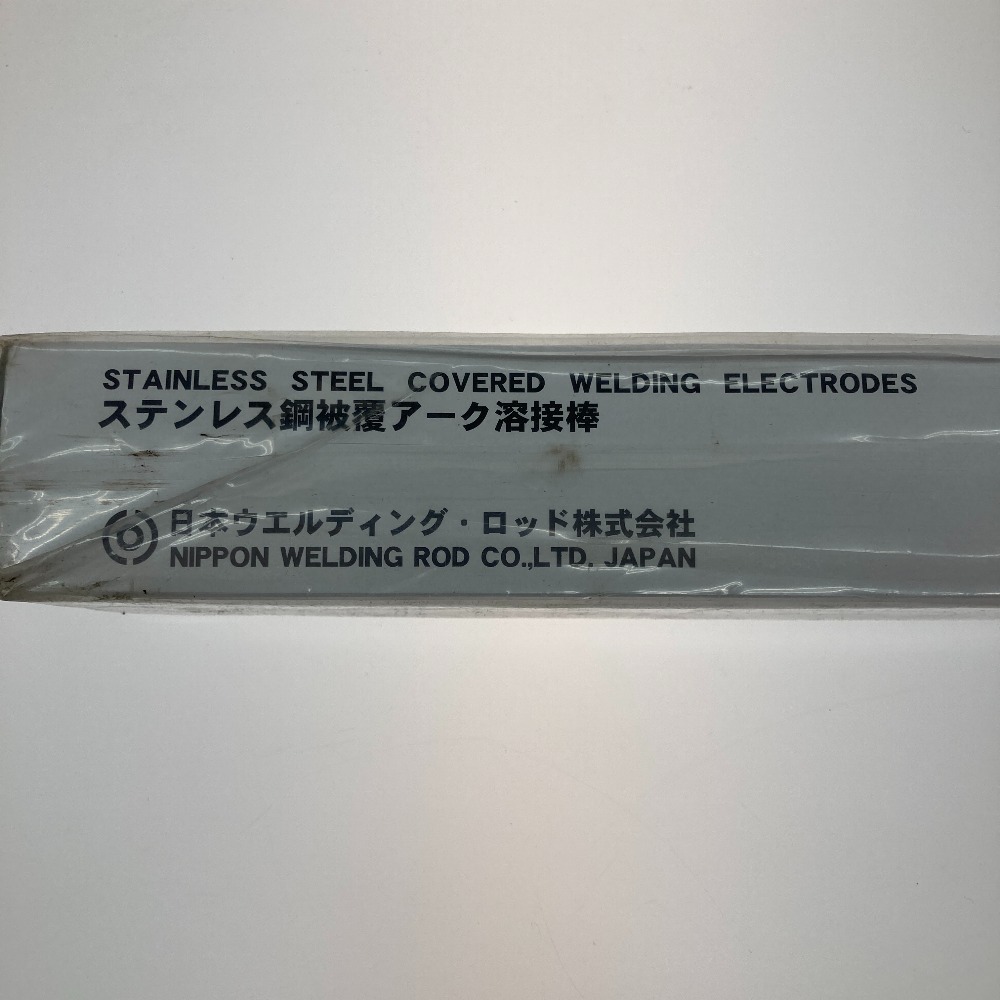 STAINLESS STEEL COVERED WELDING ELECTRODES
ステンレス鋼被覆アーク溶接棒
日本ウエルディング・ロッド株式会社
NIPPON WELDING ROD CO.,LTD. JAPAN